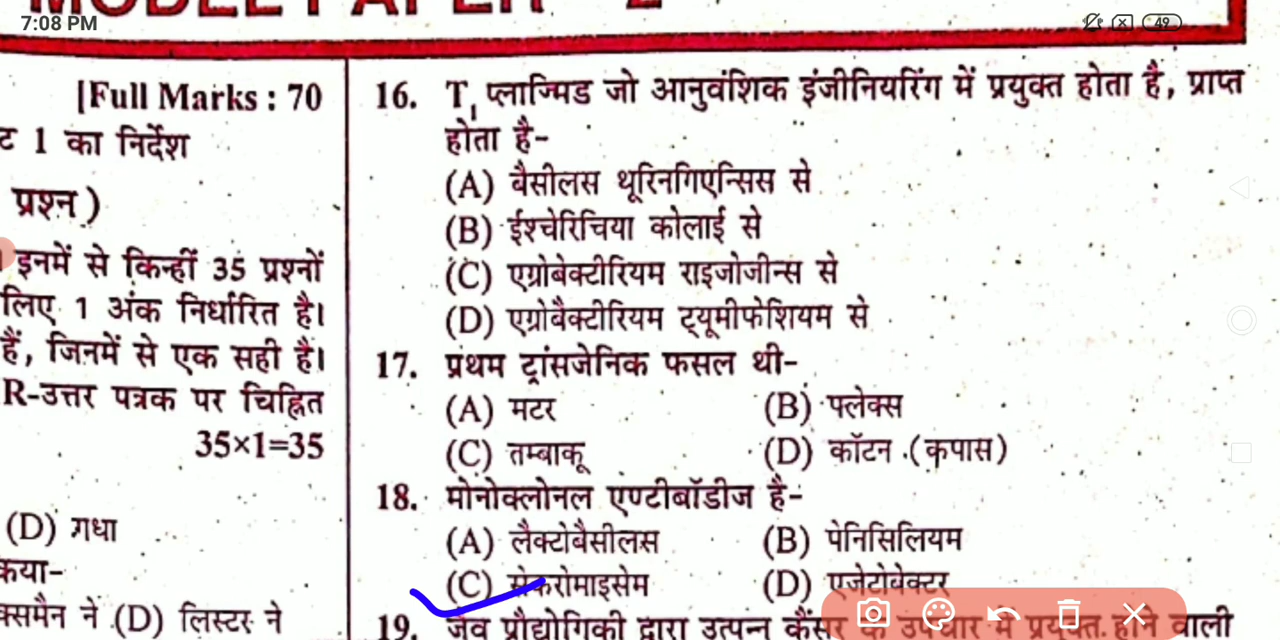 7:08 PM
49
[Full Marks : 70
ट 1 का निर्देश
प्रश्न )
इनमें से किन्हीं 35 प्रश्नों
लिए 1 अंक निर्धारित है।
हैं, जिनमें से एक सही है।
R-उत्तर पत्रक पर चिह्नित
35×1=35
(D) गधा
कया-
क्समैन ने (D) लिस्टर ने
16. T₁ प्लाज्मिड जो आनुवंशिक इंजीनियरिंग में प्रयुक्त होता है, प्राप्त
होता है-
(A) बैसीलस थूरिनगिएन्सिस से
(B) ईश्चेरिचिया कोलाई से
(C) एग्रोबेक्टीरियम राइजोजीन्स से
(D) एग्रोबैक्टीरियम ट्यूमीफेशियम से
17. प्रथम ट्रांसजेनिक फसल थी-
(A) मटर (B) फ्लेक्स
(C) तम्बाकू (D) कॉटन (कृपास)
18. मोनोक्लोनल एण्टीबॉडीज है-
(A) लैक्टोबैसीलस (B) पेनिसिलियम
(C) सेकरोमाइसेम (D) एजेटोबेक्टर
19. जैव प्रौद्योगिकी द्वारा उत्पन्न कैंसर के उपचार में प्रयुक्त होने वाली